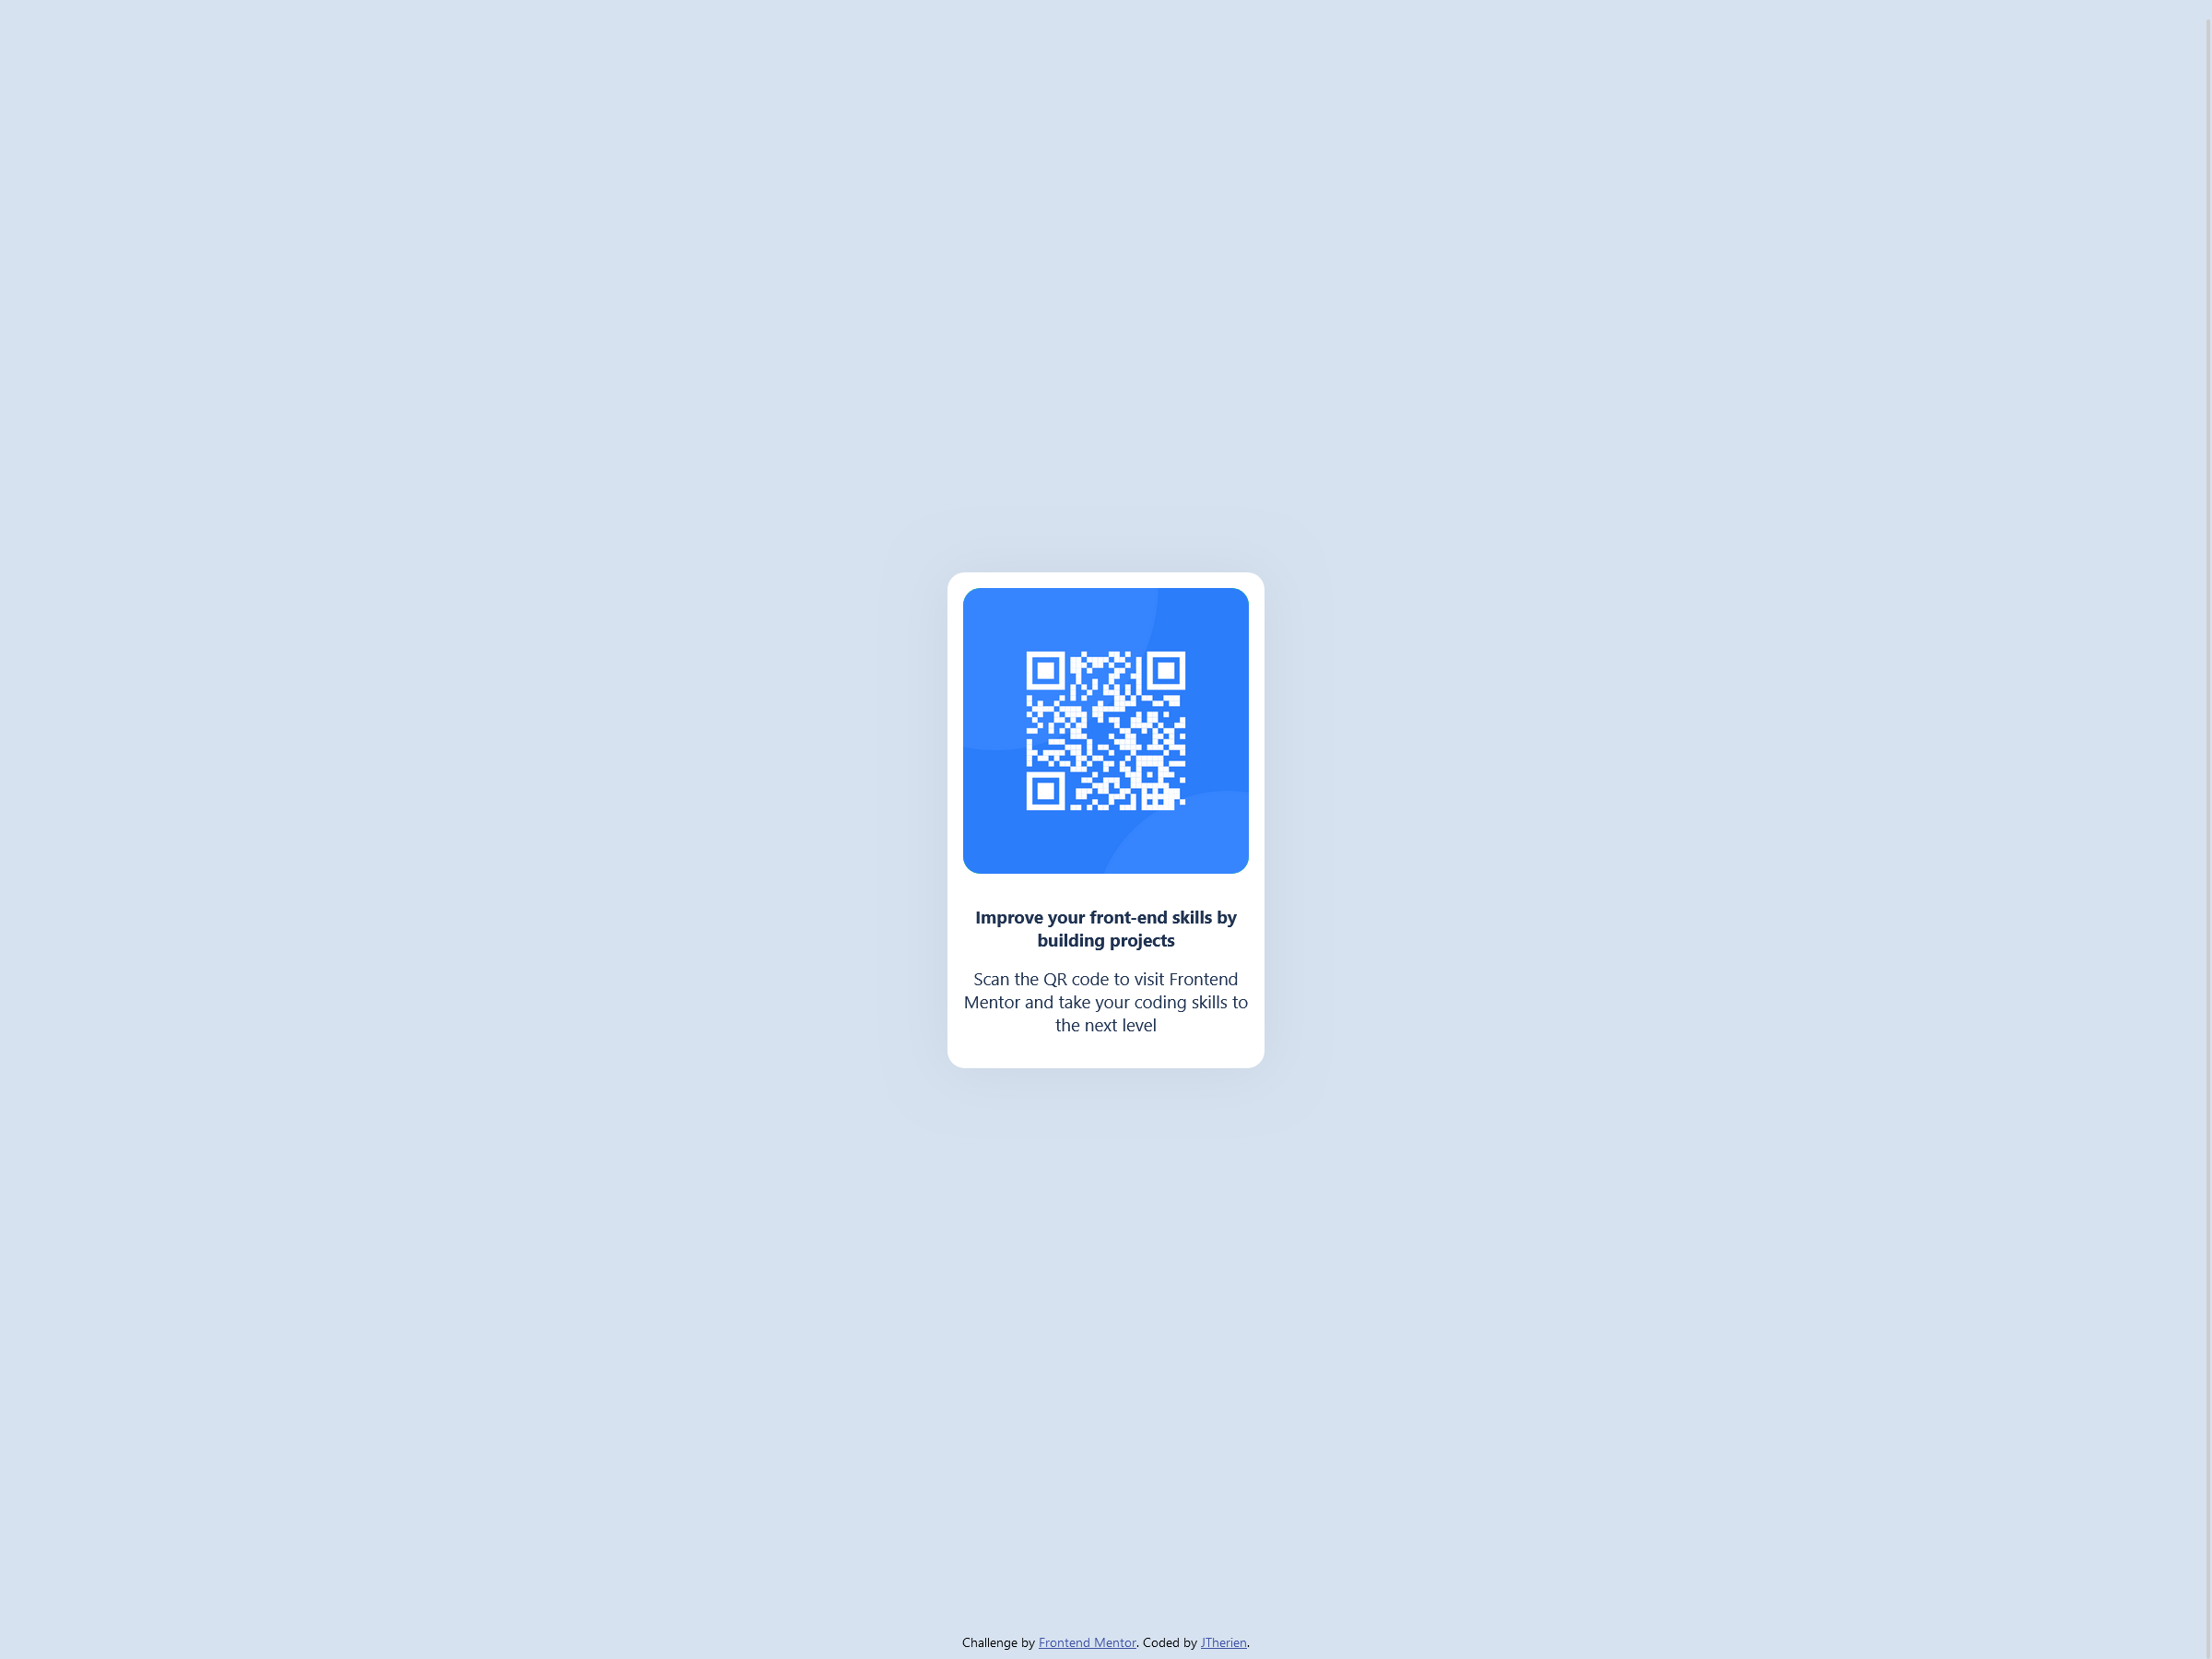 Improve your front-end skills by
building projects
Scan the QR code to visit Frontend
Mentor and take your coding skills to
the next level
Challenge by Frontend Mentor. Coded by JTherien.